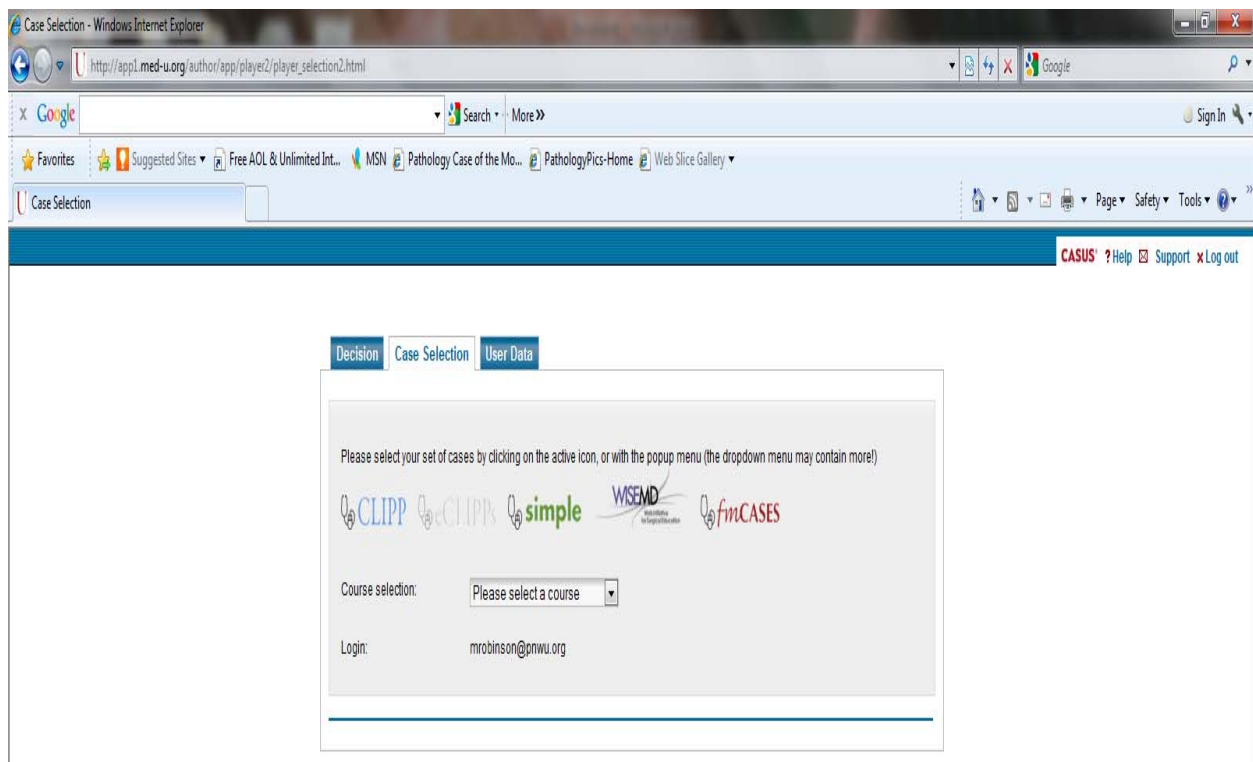 Case Selection - Windows Internet Explorer
http://app1.med-u.org/author/app/player2/player_selection2.html
Google
x Google Search More »
Sign In
Favorites Suggested Sites Free AOL & Unlimited Int... MSN Pathology Case of the Mo... PathologyPics-Home Web Slice Gallery
Case Selection
Page Safety Tools »
CASUS ? Help Support x Log out
Decision Case Selection User Data
Please select your set of cases by clicking on the active icon, or with the popup menu (the dropdown menu may contain more!)
CLIPP eCLIPPs simple WISEMD fmCASES
Course selection: Please select a course
Login: mrobinson@pnwu.org